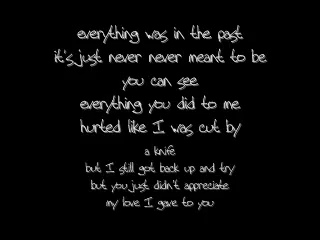 everything was in the past
it's just never never meant to be
you can see
everything you did to me
hurted like I was cut by
a knife
but I still got back up and try
but you just didn't appreciate
my love I gave to you